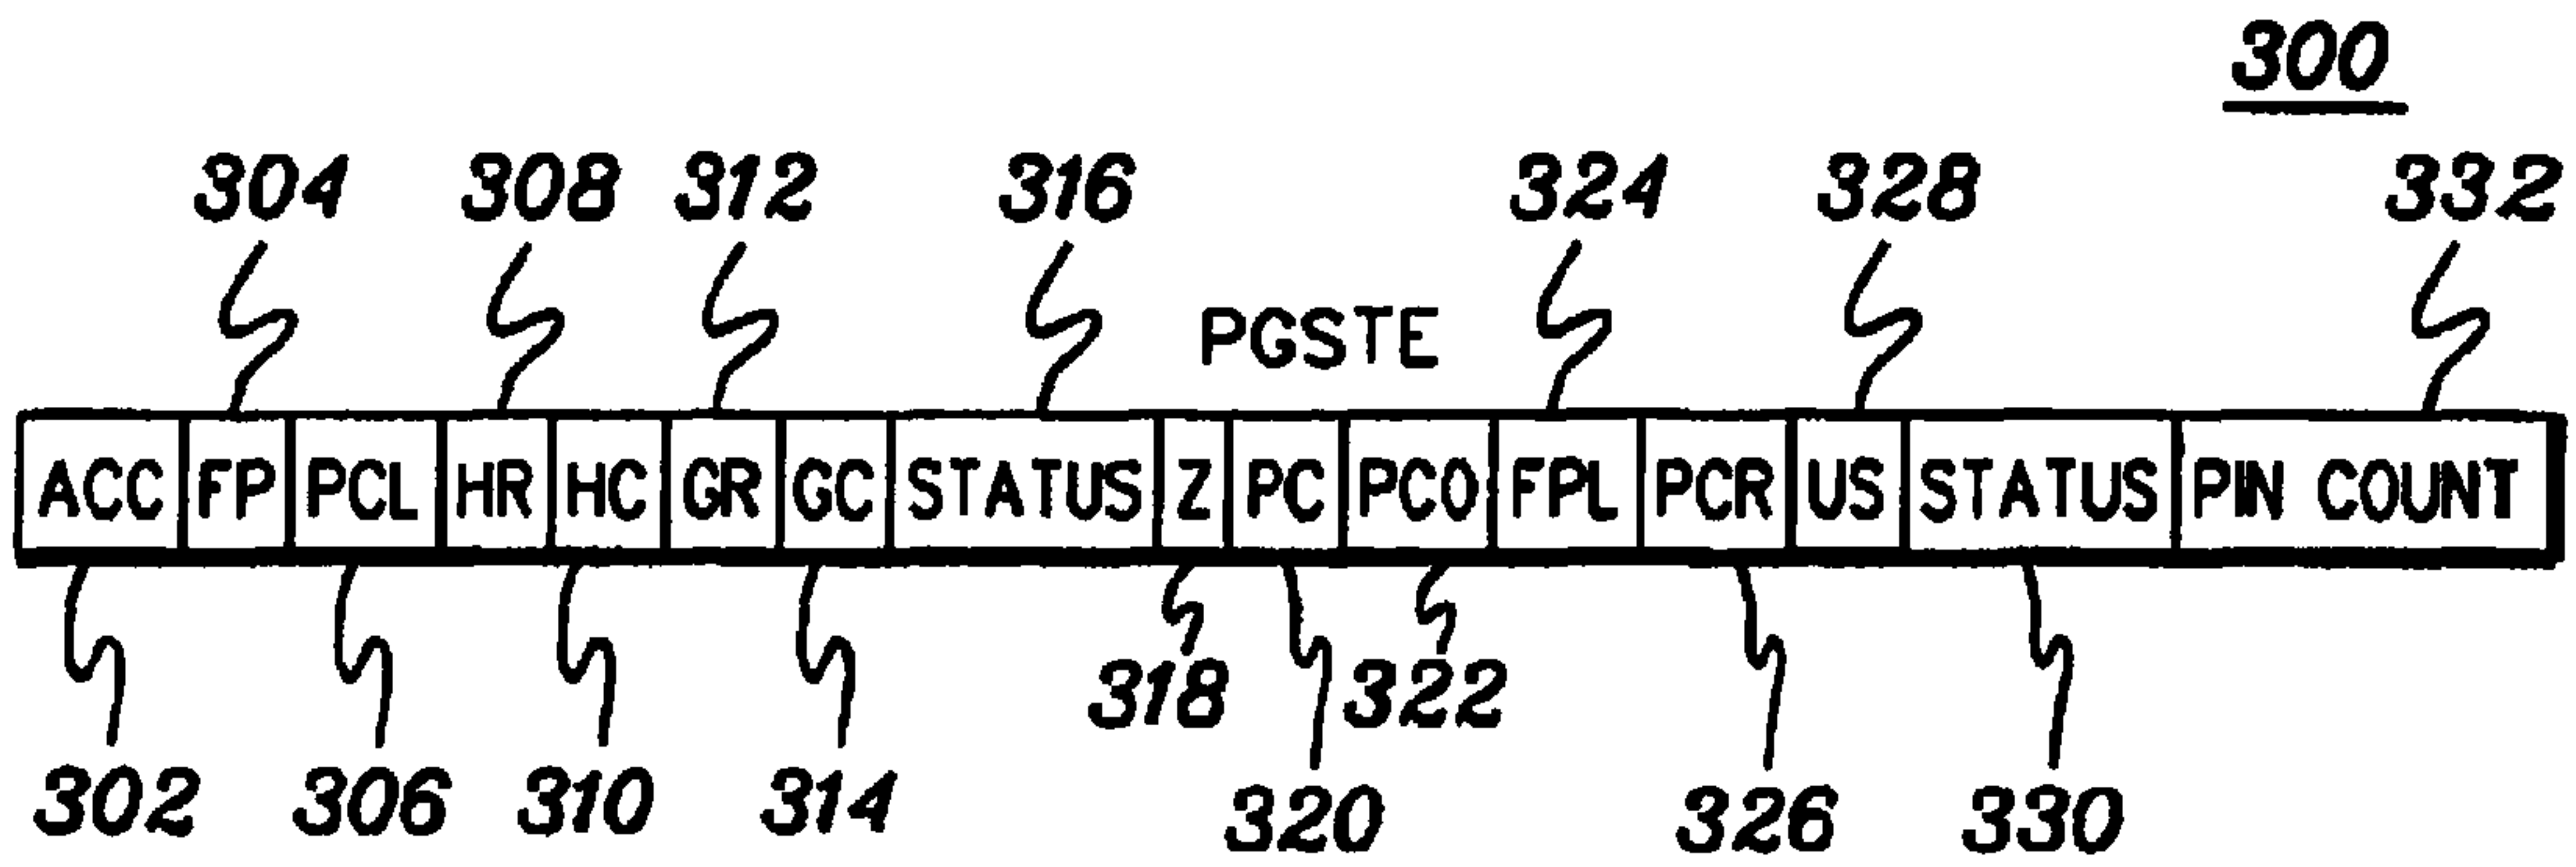 300
304 308 312 316 324 328 332
PGSTE
ACC FP PCL HR HC GR GC STATUS Z PC PCO FPL PCR US STATUS PIN COUNT
318 322
302 306 310 314 320 326 330